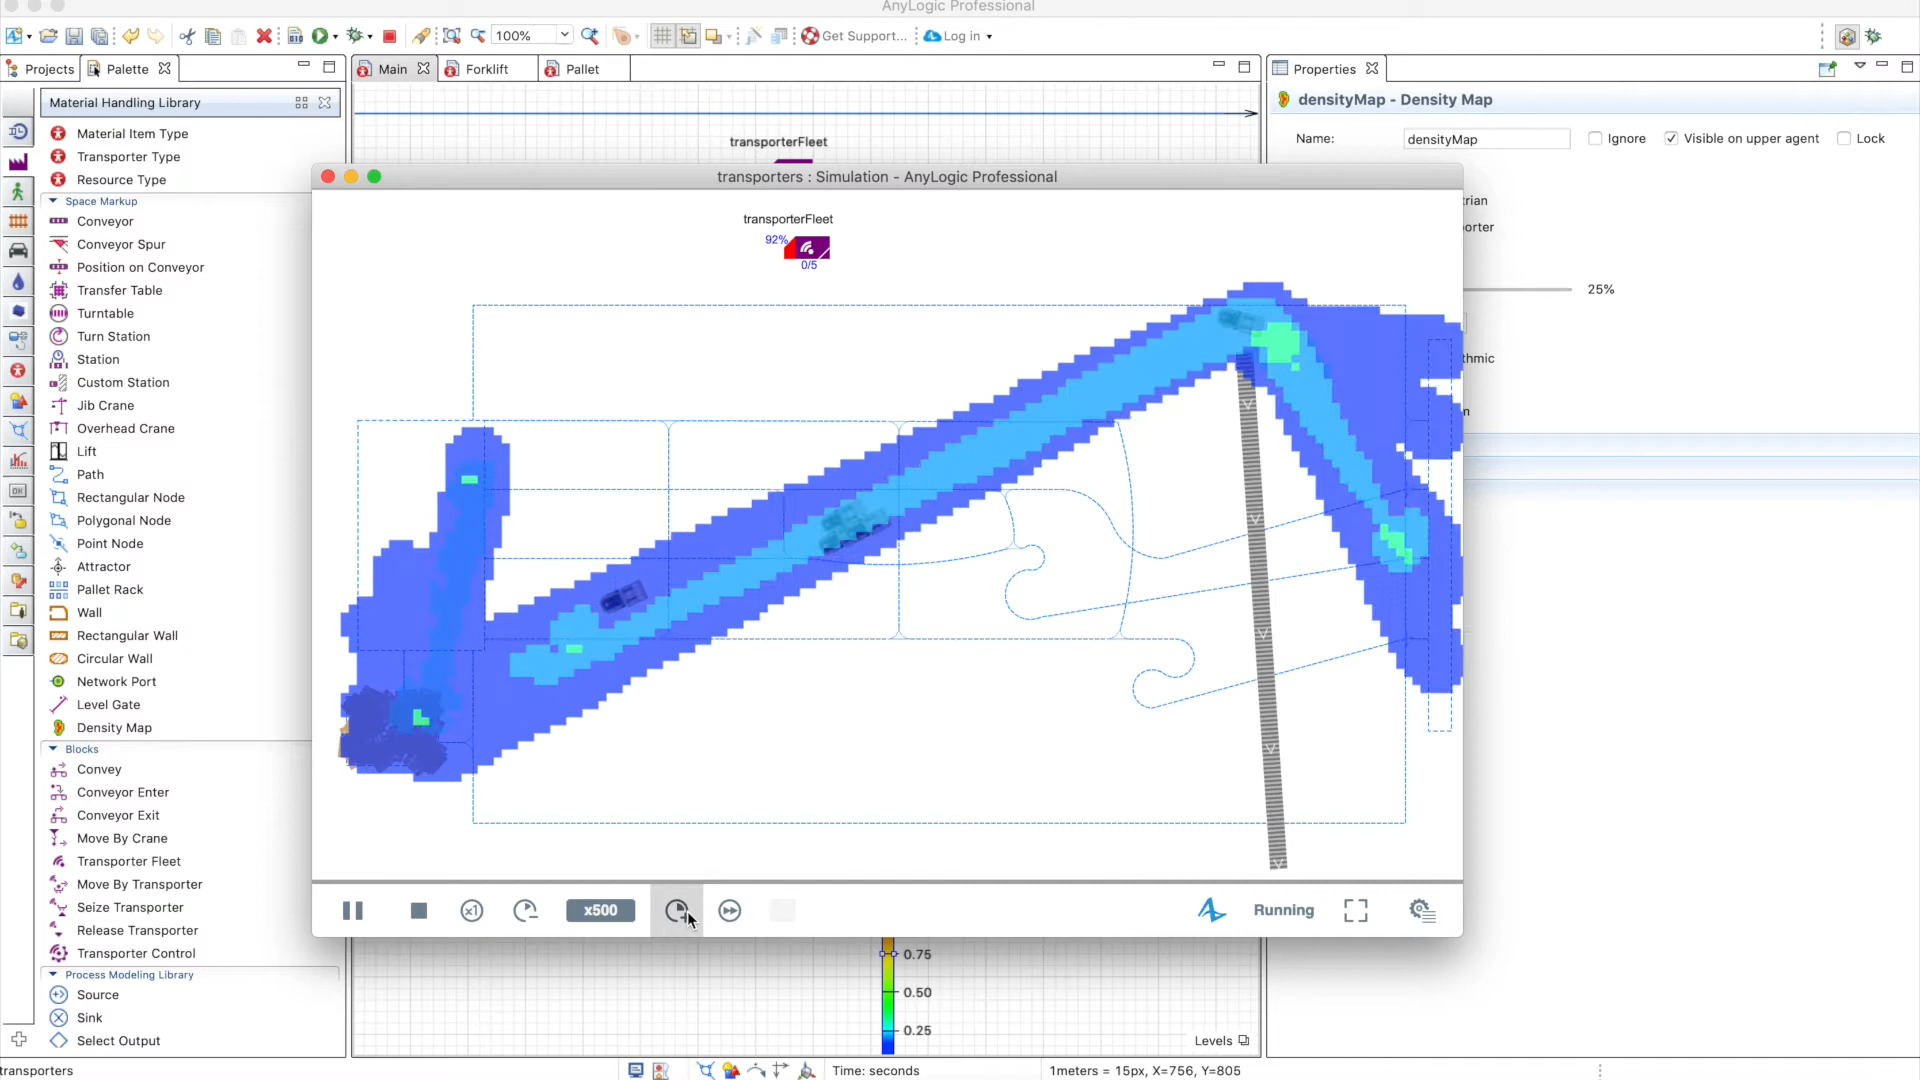 AnyLogic Professional
100%
Get Support...
Log in
Projects
Palette
Main
Forklift
Pallet
Properties
Material Handling Library
Material Item Type
Transporter Type
Resource Type
Space Markup
Conveyor
Conveyor Spur
Position on Conveyor
Transfer Table
Turntable
Turn Station
Station
Custom Station
Jib Crane
Overhead Crane
Lift
Path
Rectangular Node
Polygonal Node
Point Node
Attractor
Pallet Rack
Wall
Rectangular Wall
Circular Wall
Network Port
Level Gate
Density Map
Blocks
Convey
Conveyor Enter
Conveyor Exit
Move By Crane
Transporter Fleet
Move By Transporter
Seize Transporter
Release Transporter
Transporter Control
Process Modeling Library
Source
Sink
Select Output
transporterFleet
transporters : Simulation - AnyLogic Professional
transporterFleet
92%
0/5
x1
x500
Running
0.75
0.50
0.25
Levels
densityMap - Density Map
Name:
densityMap
Ignore
Visible on upper agent
Lock
trian
orter
25%
thmic
m
transporters
Time: seconds
1meters = 15px, X=756, Y=805